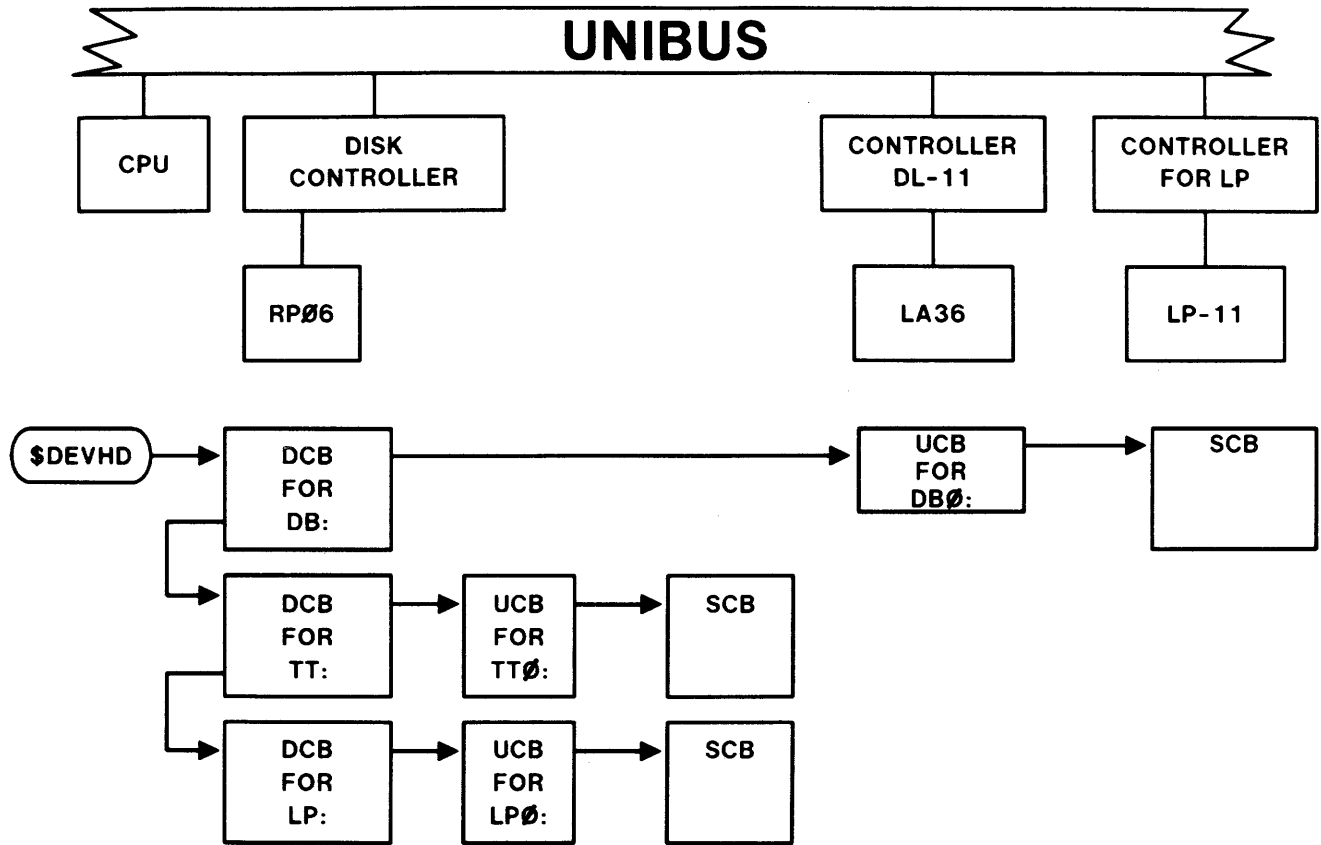 UNIBUS
CPU
DISK
CONTROLLER
CONTROLLER
DL-11
CONTROLLER
FOR LP
RPØ6
LA36
LP-11
$DEVHD
DCB
FOR
DB:
UCB
FOR
DBØ:
SCB
DCB
FOR
TT:
UCB
FOR
TTØ:
SCB
DCB
FOR
LP:
UCB
FOR
LPØ:
SCB